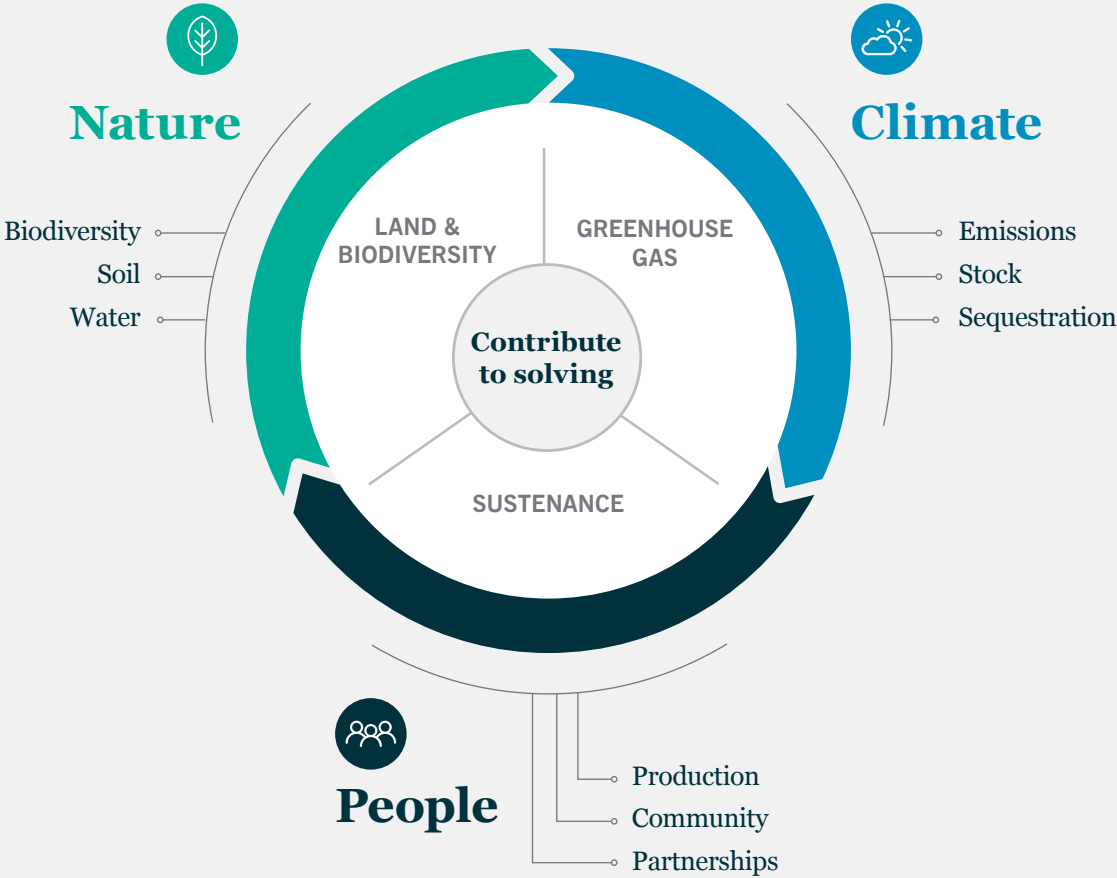 Nature
Biodiversity
Soil
Water
Climate
Emissions
Stock
Sequestration
LAND &
BIODIVERSITY
GREENHOUSE
GAS
Contribute
to solving
SUSTENANCE
People
Production
Community
Partnerships